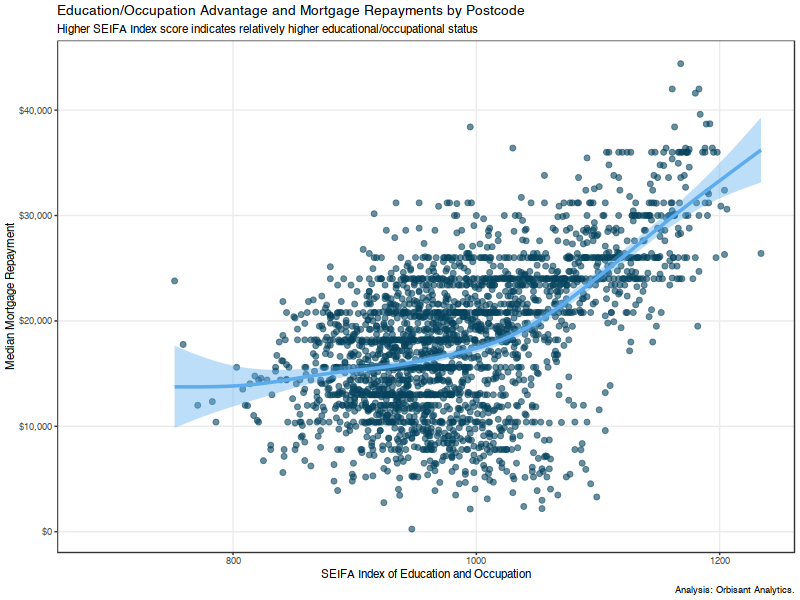 Education/Occupation Advantage and Mortgage Repayments by Postcode
Higher SEIFA Index score indicates relatively higher educational/occupational status
Median Mortgage Repayment
$40,000
$30,000
$20,000
$10,000
$0
800
1000
1200
SEIFA Index of Education and Occupation
Analysis: Orbisant Analytics.